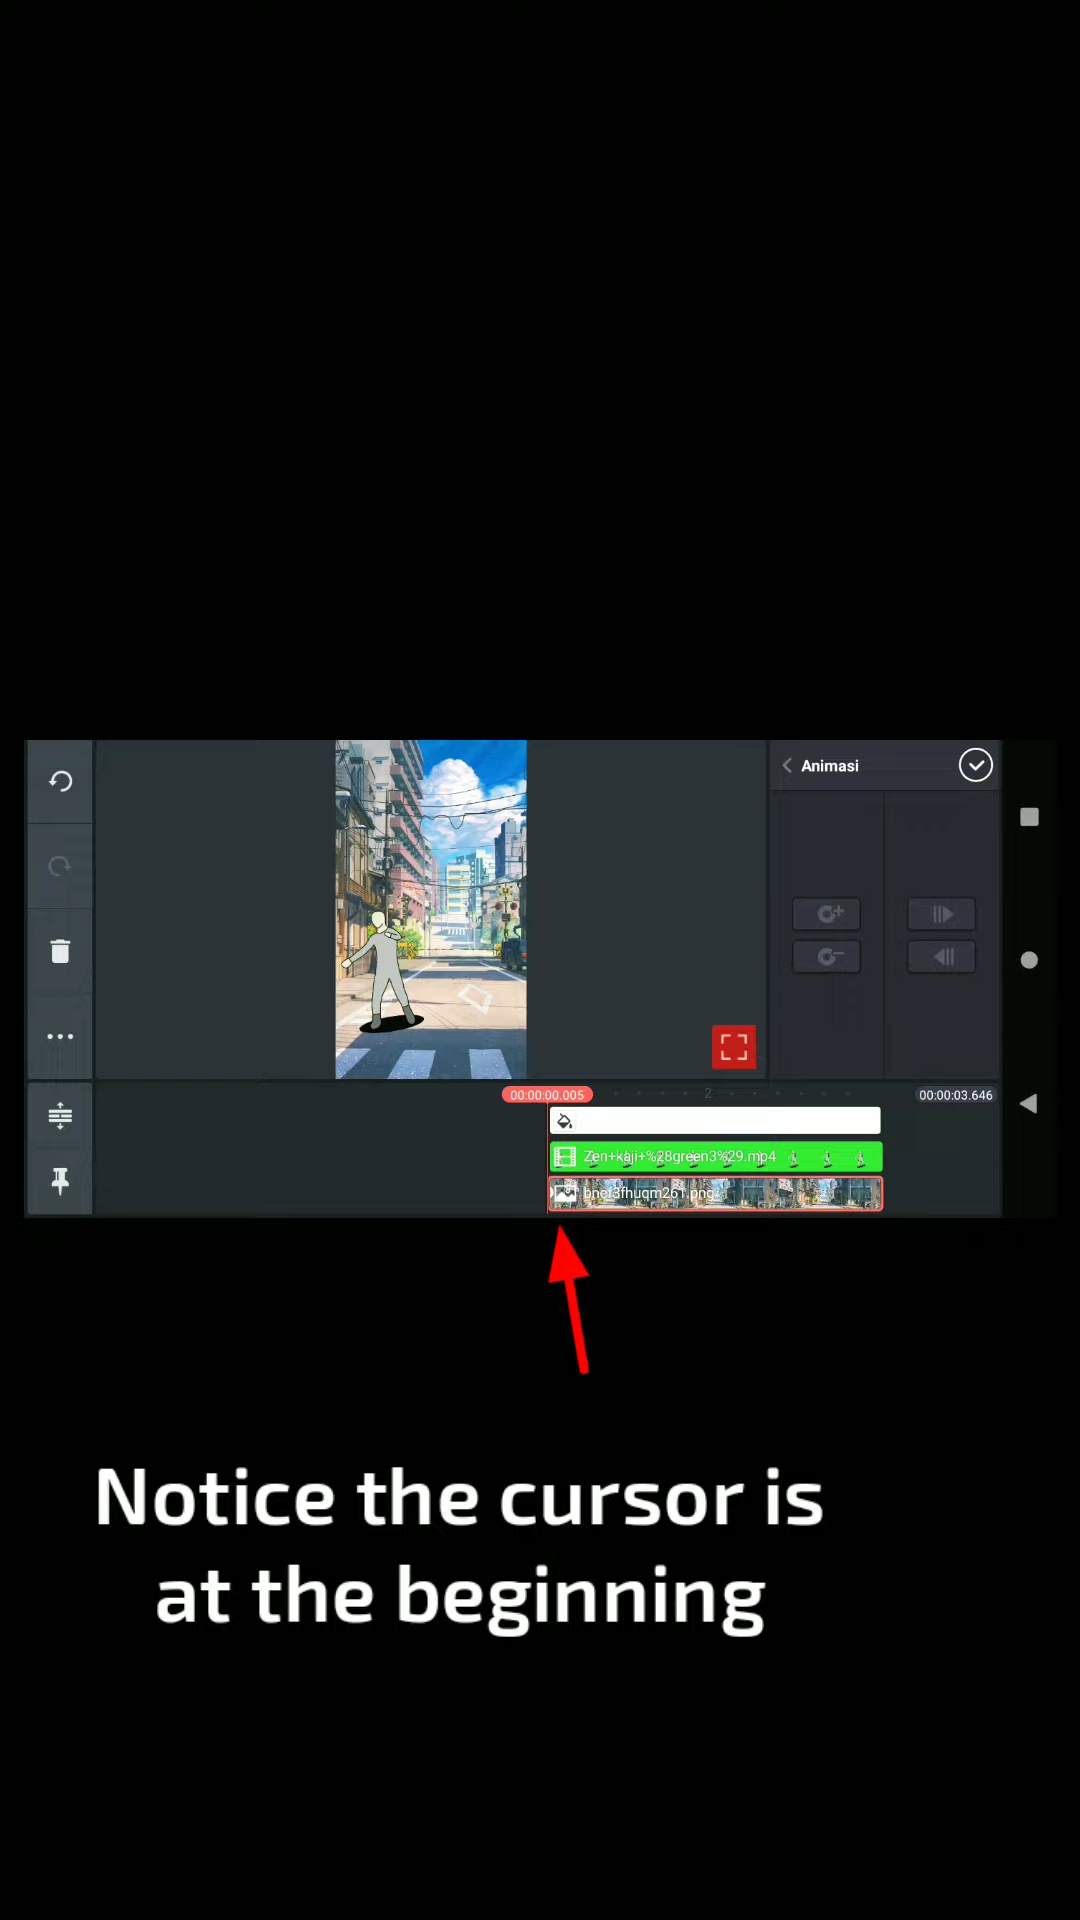 Animasi
00:00:00.005
2
00:00:03.646
Zen+kaji+%28green3%29.mp4
bnef3fhuqm261.png
Notice the cursor is
at the beginning